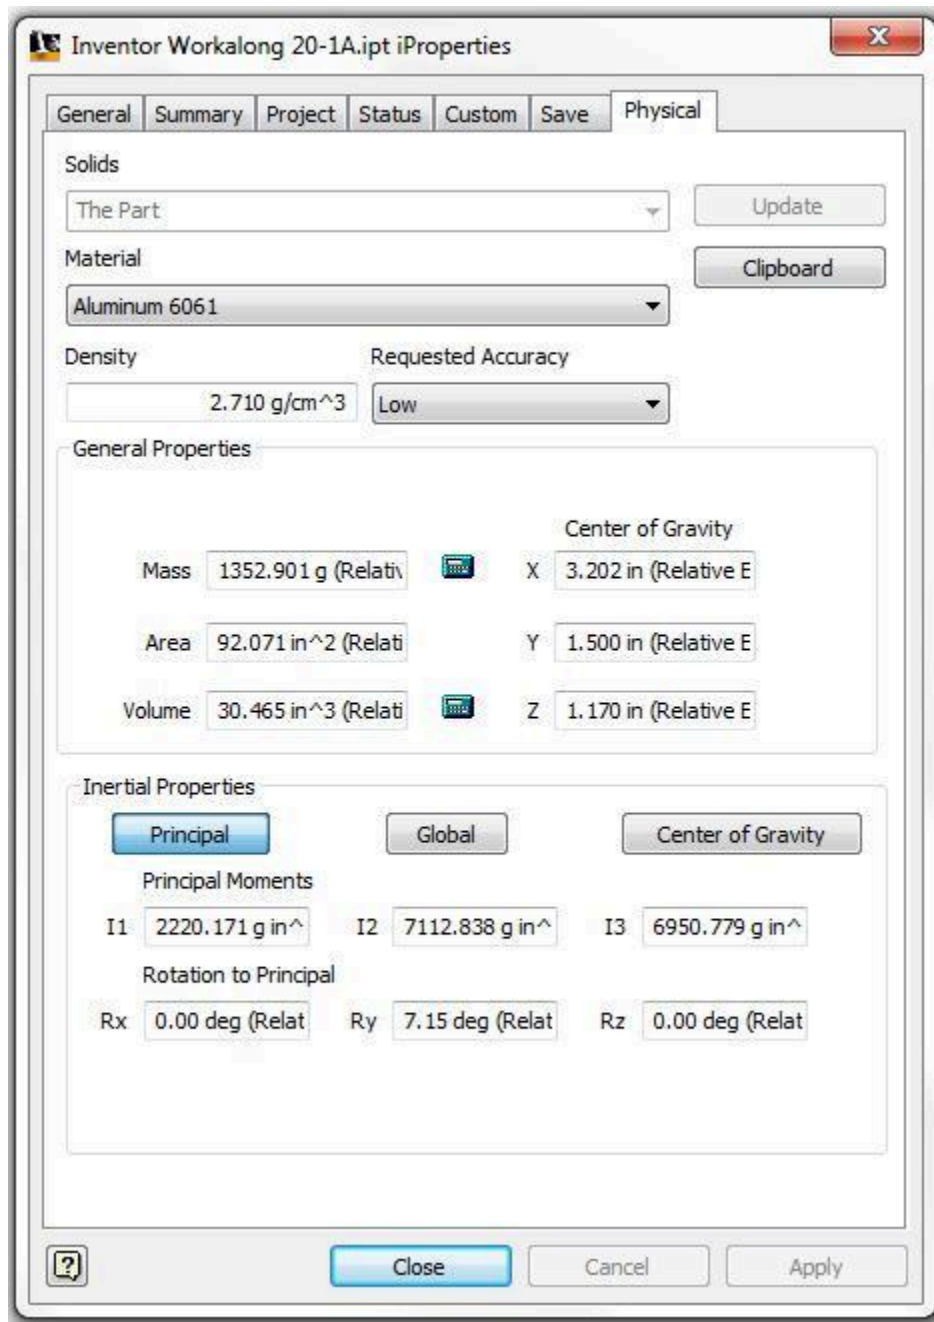 Inventor Workalong 20-1A.ipt iProperties
General Summary Project Status Custom Save Physical
Solids
The Part Update
Material
Clipboard
Aluminum 6061
Density Requested Accuracy
2.710 g/cm^3 Low
General Properties
Center of Gravity
Mass 1352.901 g (Relativ X 3.202 in (Relative E
Area 92.071 in^2 (Relati Y 1.500 in (Relative E
Volume 30.465 in^3 (Relati Z 1.170 in (Relative E
Inertial Properties
Principal Global Center of Gravity
Principal Moments
I1 2220.171 g in^ I2 7112.838 g in^ I3 6950.779 g in^
Rotation to Principal
Rx 0.00 deg (Relat Ry 7.15 deg (Relat Rz 0.00 deg (Relat
? Close Cancel Apply